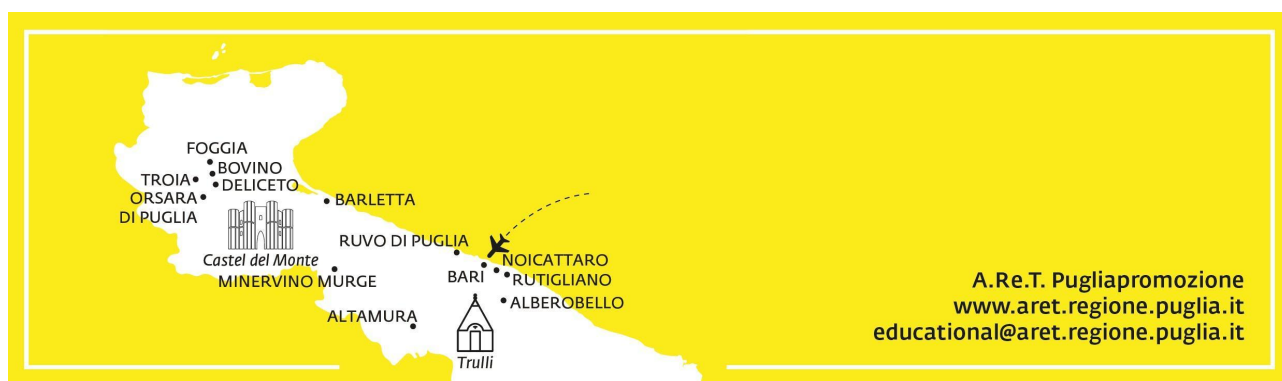 FOGGIA
BOVINO
TROIA
DELICETO
ORSARA
DI PUGLIA
BARLETTA
Castel del Monte
MINERVINO MURGE
RUVO DI PUGLIA
BARI
NOICATTARO
RUTIGLIANO
ALBEROBELLO
ALTAMURA
Trulli
A.Re.T. Pugliapromozione
www.aret.regione.puglia.it
educational@aret.regione.puglia.it